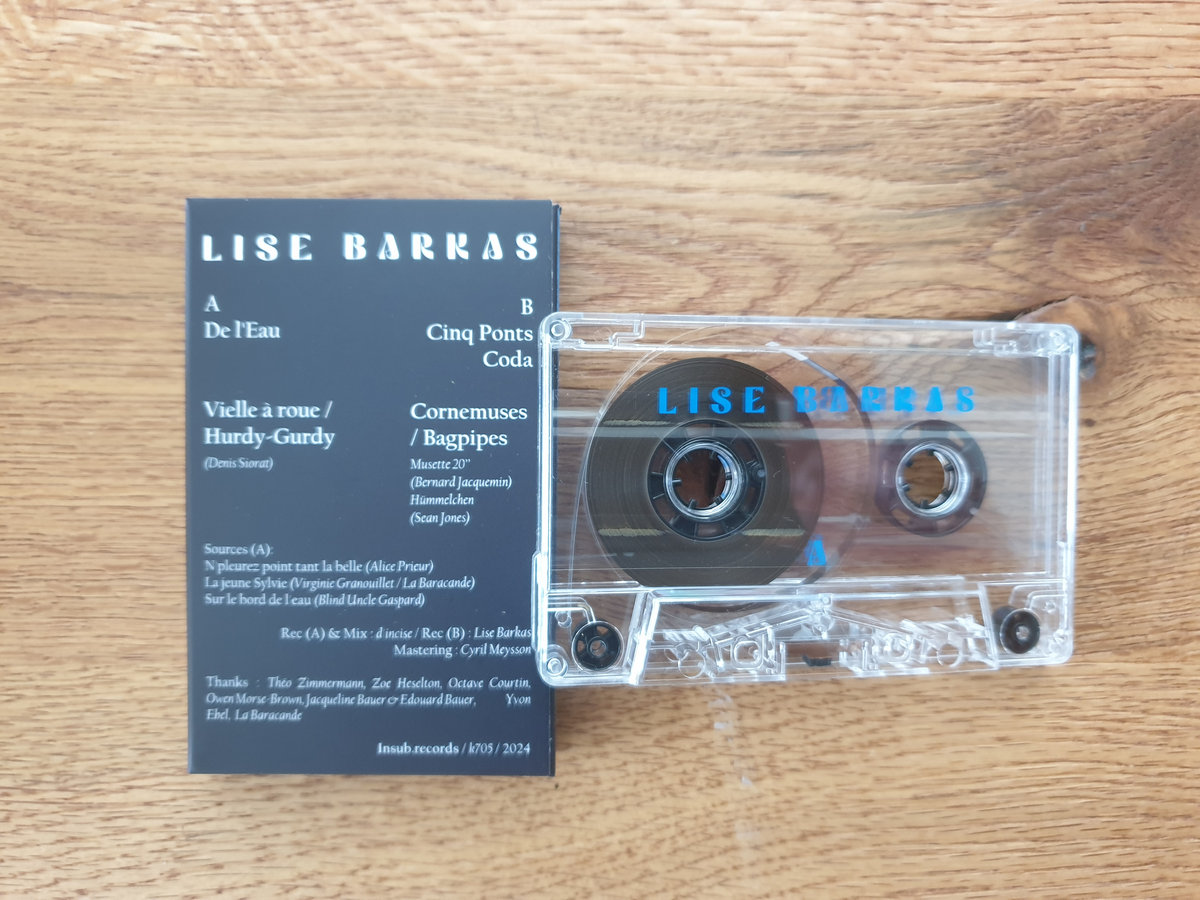 LISE BARKAS
A
De l'Eau
B
Cinq Ponts
Coda
Vielle à roue /
Hurdy-Gurdy
(Denis Siorat)
Cornemuses
/ Bagpipes
Musette 20"
(Bernard Jacquemin)
Hümmelchen
(Sean Jones)
Sources (A):
N pleurez point tant la belle (Alice Prieur)
La jeune Sylvie (Virginie Granouillet / La Baracande)
Sur le bord de l eau (Blind Uncle Gaspard)
Rec (A) & Mix : d incise / Rec (B) : Lise Barkas
Mastering : Cyril Meysson
Thanks : Théo Zimmermann, Zoe Heselton, Octave Courtin,
Owen Morse-Brown, Jacqueline Bauer & Edouard Bauer, Yvon
Ebel, La Baracande
Insub.records / k705 / 2024
LISE BARKAS
A